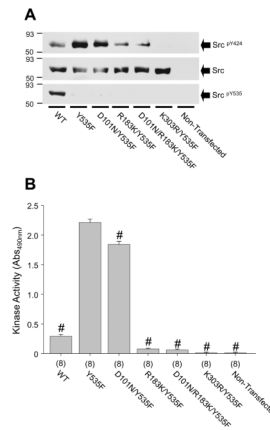 A
93
50
Src pY424
93
50
Src
93
50
Src pY535
WT
Y535F
D101N/Y535F
R183K/Y535F
D101N/R183K/Y535F
K303R/Y535F
Non-Transfected
B
Kinase Activity (Abs490nm)
2.5
2.0
1.5
1.0
0.5
0
#
#
#
#
#
#
(8) (8) (8) (8) (8) (8) (8)
WT
Y535F
D101N/Y535F
R183K/Y535F
D101N/R183K/Y535F
K303R/Y535F
Non-Transfected